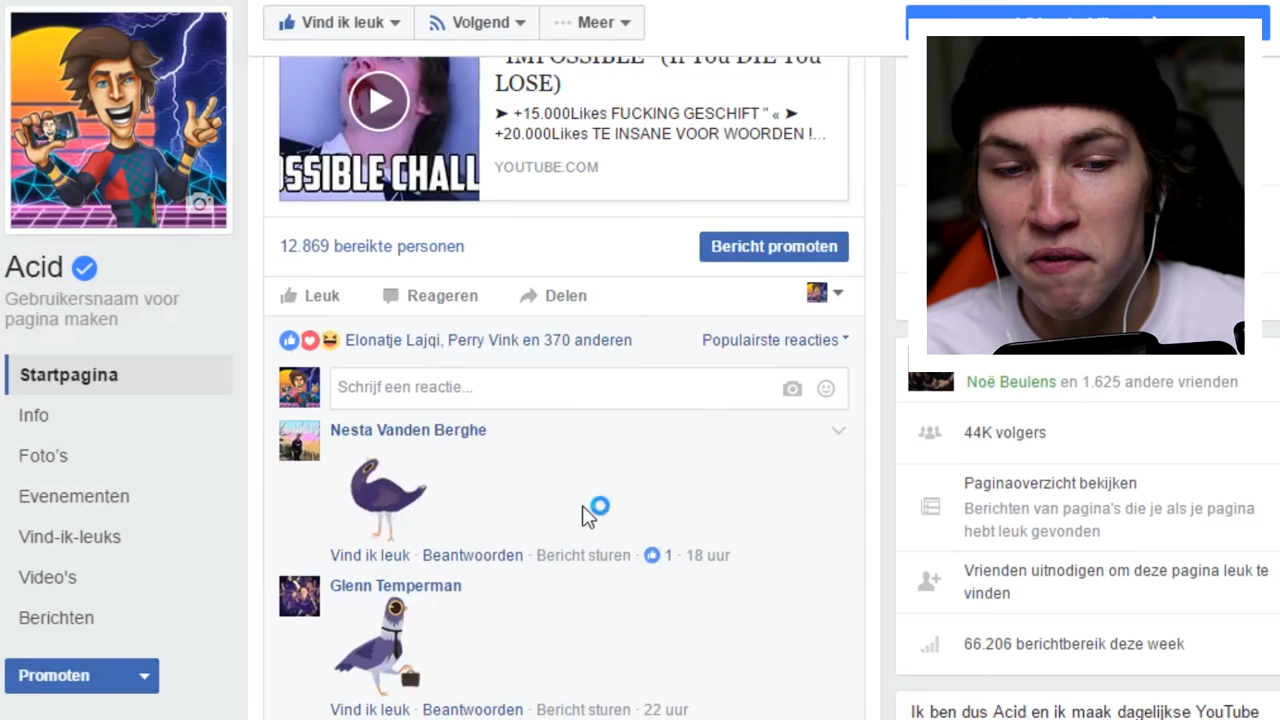 Vind ik leuk
Volgend
Meer
"IMPOSSIBLE" (If You DIE You
LOSE)
➤ +15.000Likes FUCKING GESCHIFT " « ➤
+20.000Likes TE INSANE VOOR WOORDEN !...
YOUTUBE.COM
OSSIBLE CHALL
12.869 bereikte personen
Bericht promoten
Leuk
Reageren
Delen
Elonatje Lajqi, Perry Vink en 370 anderen
Populairste reacties
Schrijf een reactie...
Nesta Vanden Berghe
Vind ik leuk · Beantwoorden · Bericht sturen · 1 · 18 uur
Glenn Temperman
Vind ik leuk · Beantwoorden · Bericht sturen · 22 uur
Acid
Gebruikersnaam voor
pagina maken
Startpagina
Info
Foto's
Evenementen
Vind-ik-leuks
Video's
Berichten
Promoten
Noë Beulens en 1.625 andere vrienden
44K volgers
Paginaoverzicht bekijken
Berichten van pagina's die je als je pagina
hebt leuk gevonden
Vrienden uitnodigen om deze pagina leuk te
vinden
66.206 berichtbereik deze week
Ik ben dus Acid en ik maak dagelijkse YouTube